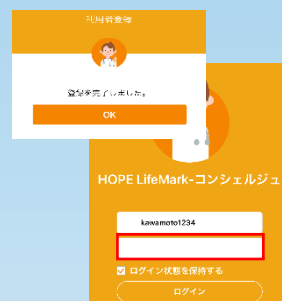 利用者登録
登録を完了しました。
OK
HOPE LifeMark-コンシェルジュ
kawamoto1234
ログイン状態を保持する
ログイン